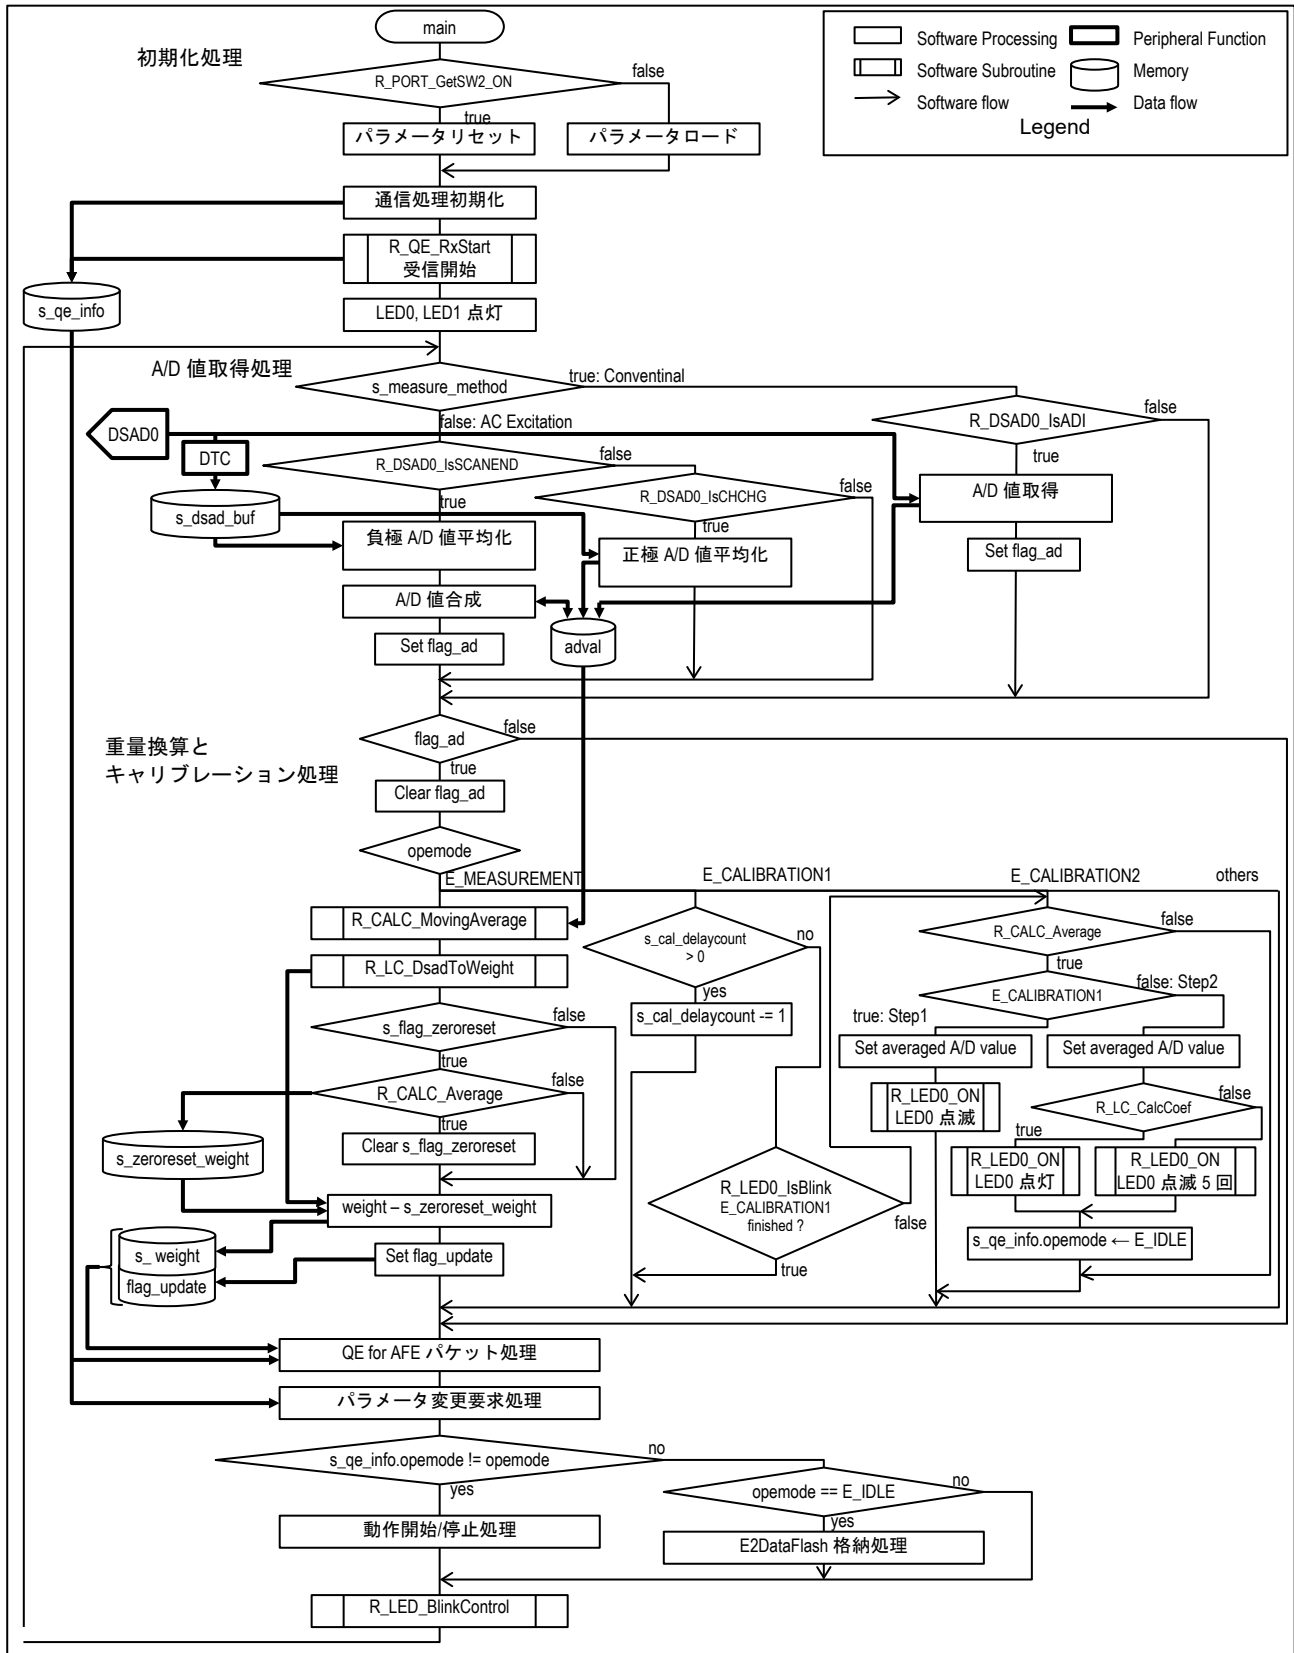 main
初期化処理
R_PORT_GetSW2_ON
false
true
パラメータリセット
パラメータロード
Software Processing
Peripheral Function
Software Subroutine
Memory
Software flow
Data flow
Legend
通信処理初期化
R_QE_RxStart
受信開始
s_qe_info
LED0, LED1 点灯
A/D 値取得処理
s_measure_method
true: Conventinal
false: AC Excitation
DSAD0
DTC
R_DSAD0_IsADI
false
true
R_DSAD0_IsSCANEND
false
true
R_DSAD0_IsCHCHG
false
true
A/D 値取得
s_dsad_buf
負極 A/D 値平均化
正極 A/D 値平均化
Set flag_ad
A/D 値合成
adval
Set flag_ad
重量換算と
キャリブレーション処理
flag_ad
false
true
Clear flag_ad
opemode
E_MEASUREMENT
E_CALIBRATION1
E_CALIBRATION2
others
R_CALC_MovingAverage
R_LC_DsadToWeight
s_flag_zeroreset
false
true
R_CALC_Average
false
true
Clear s_flag_zeroreset
s_zeroreset_weight
weight – s_zeroreset_weight
s_ weight
flag_update
Set flag_update
s_cal_delaycount
> 0
no
yes
s_cal_delaycount -= 1
R_LED0_IsBlink
E_CALIBRATION1
finished ?
false
true
R_CALC_Average
false
true
E_CALIBRATION1
false: Step2
true: Step1
Set averaged A/D value
Set averaged A/D value
R_LED0_ON
LED0 点滅
R_LC_CalcCoef
false
true
R_LED0_ON
LED0 点灯
R_LED0_ON
LED0 点滅 5 回
s_qe_info.opemode ← E_IDLE
QE for AFE パケット処理
パラメータ変更要求処理
s_qe_info.opemode != opemode
no
yes
opemode == E_IDLE
no
yes
動作開始/停止処理
E2DataFlash 格納処理
R_LED_BlinkControl